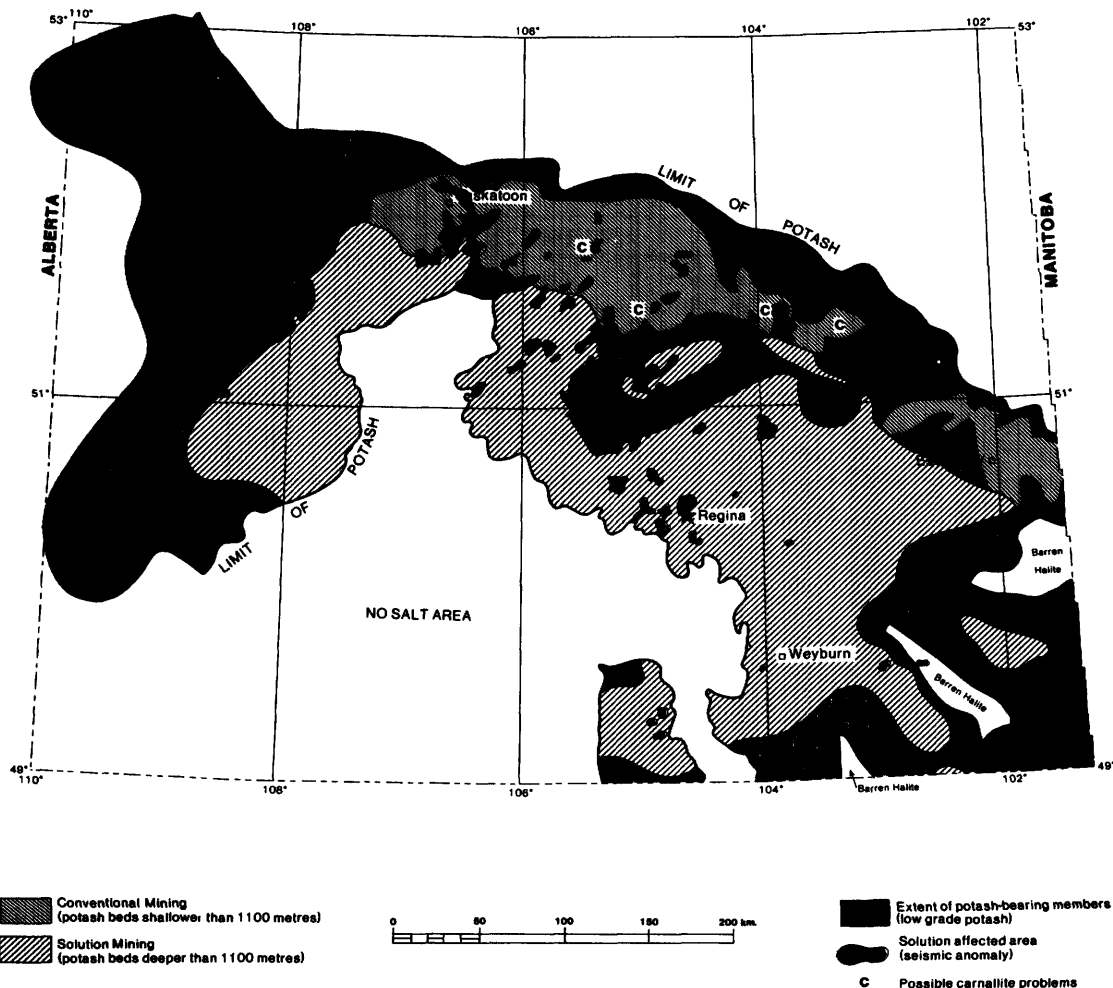 53° 110°
108°
106°
104°
102°
53°
LIMIT OF POTASH
skatoon
C
C
C
C
ALBERTA
MANITOBA
51°
51°
LIMIT OF POTASH
Regina
NO SALT AREA
Weyburn
Barren
Halite
Barren Halite
Barren Halite
49°
110°
108°
106°
104°
102°
49°
Conventional Mining
(potash beds shallower than 1100 metres)
Solution Mining
(potash beds deeper than 1100 metres)
0 50 100 150 200 km.
Extent of potash-bearing members
(low grade potash)
Solution affected area
(seismic anomaly)
C Possible carnallite problems